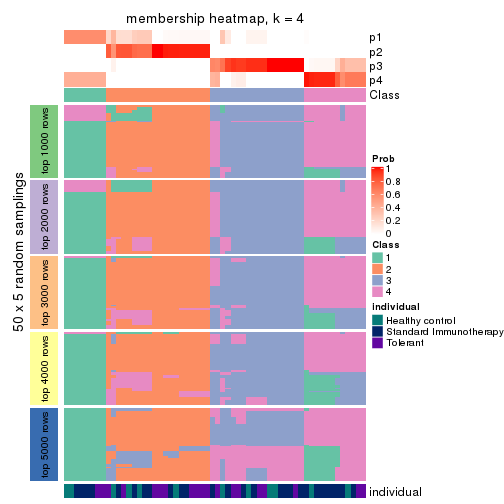 membership heatmap, k = 4
p1
p2
p3
p4
Class
50 x 5 random samplings
top 1000 rows
top 2000 rows
top 3000 rows
top 4000 rows
top 5000 rows
Prob
1
0.8
0.6
0.4
0.2
0
Class
1
2
3
4
individual
Healthy control
Standard Immunotherapy
Tolerant
individual